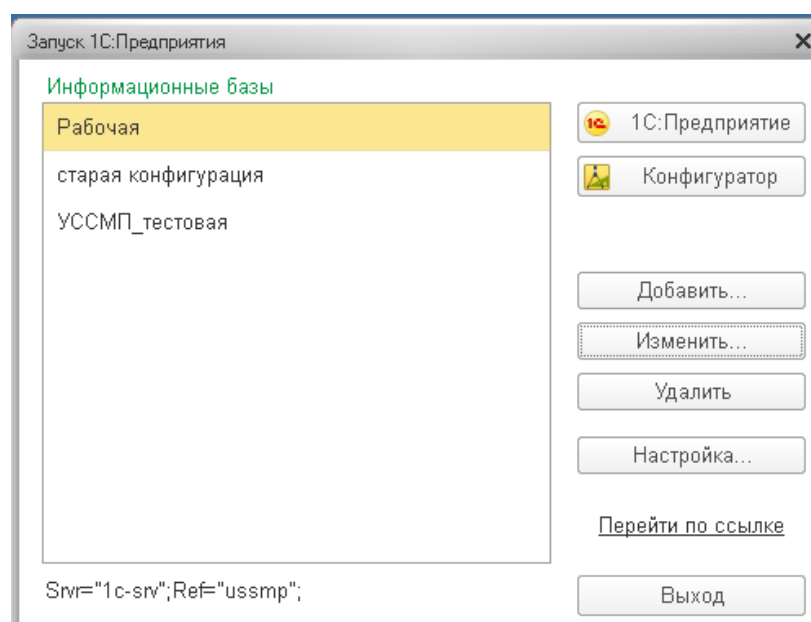 Запуск 1С:Предприятия
Информационные базы
Рабочая
старая конфигурация
УССМП_тестовая
1С:Предприятие
Конфигуратор
Добавить...
Изменить...
Удалить
Настройка...
Перейти по ссылке
Выход
Srvr="1c-srv";Ref="ussmp";